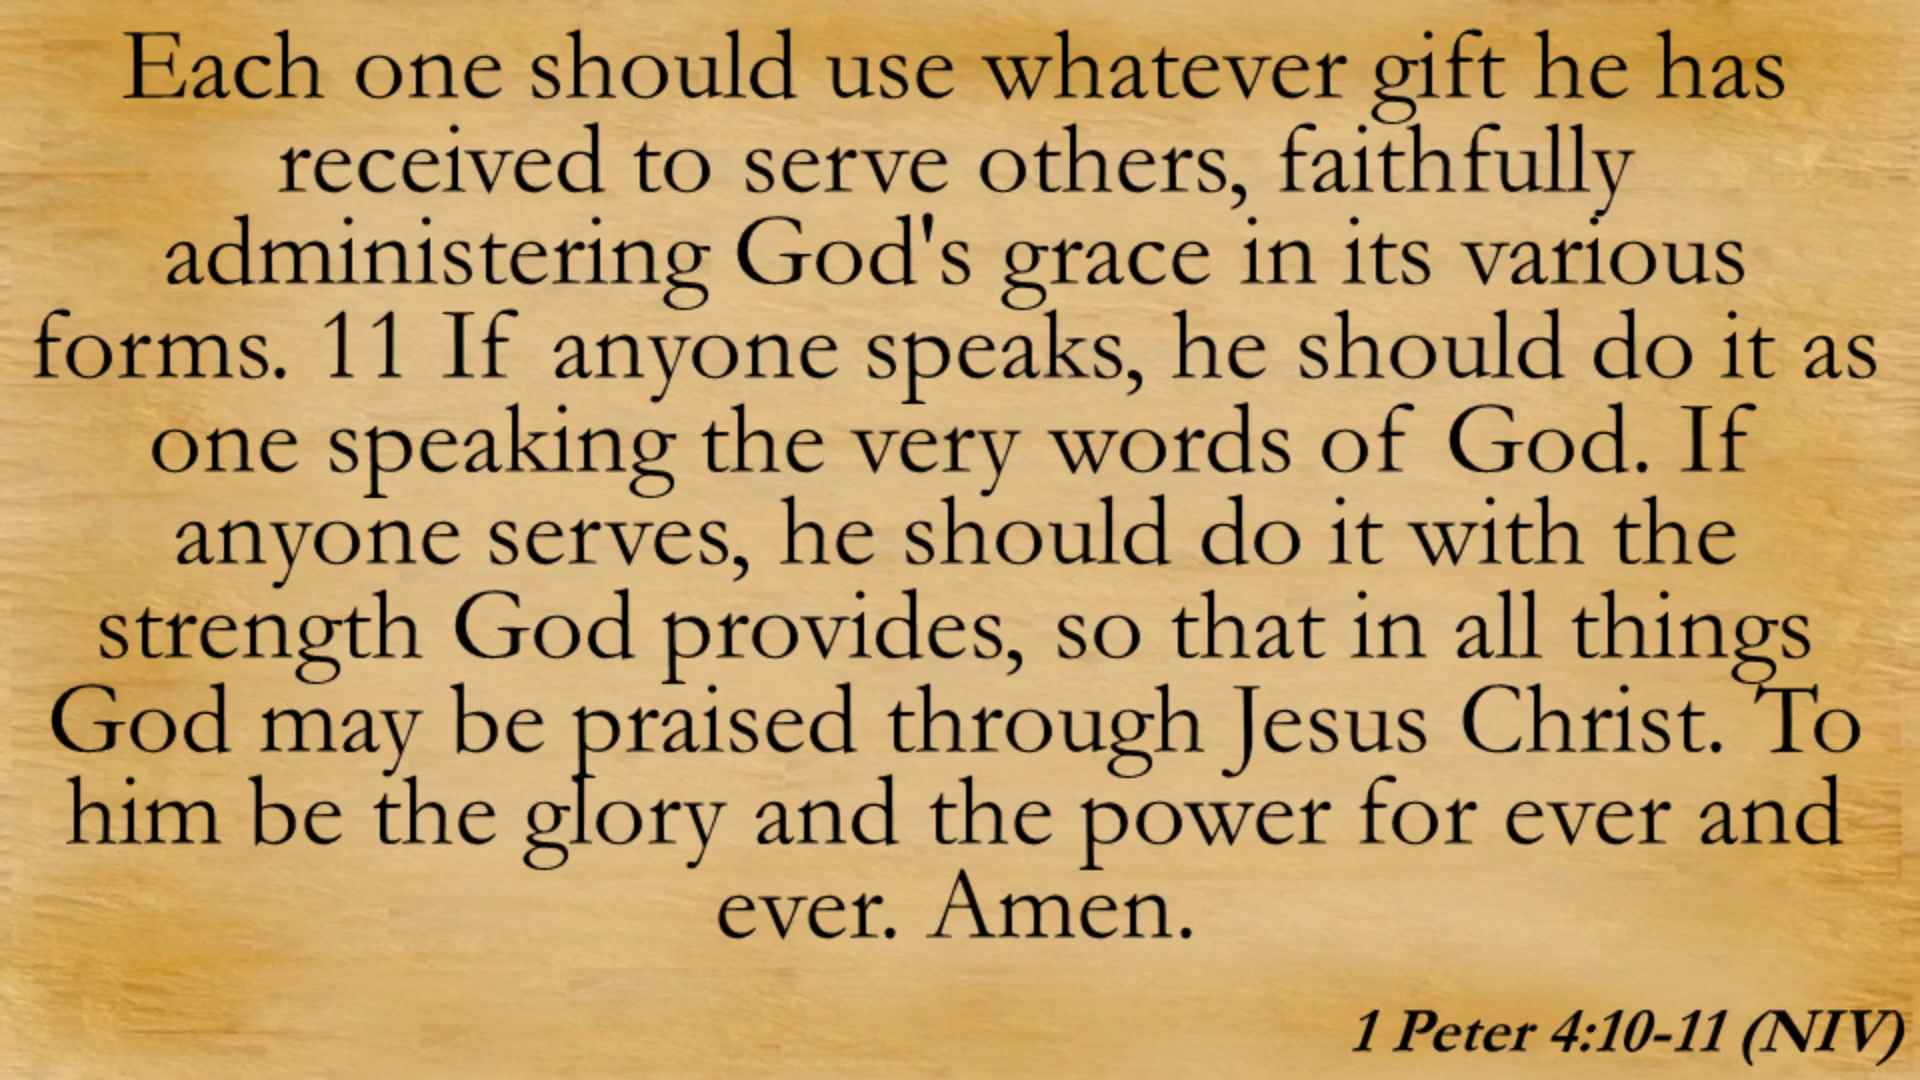 Each one should use whatever gift he has
received to serve others, faithfully
administering God's grace in its various
forms. 11 If anyone speaks, he should do it as
one speaking the very words of God. If
anyone serves, he should do it with the
strength God provides, so that in all things
God may be praised through Jesus Christ. To
him be the glory and the power for ever and
ever. Amen.
1 Peter 4:10-11 (NIV)